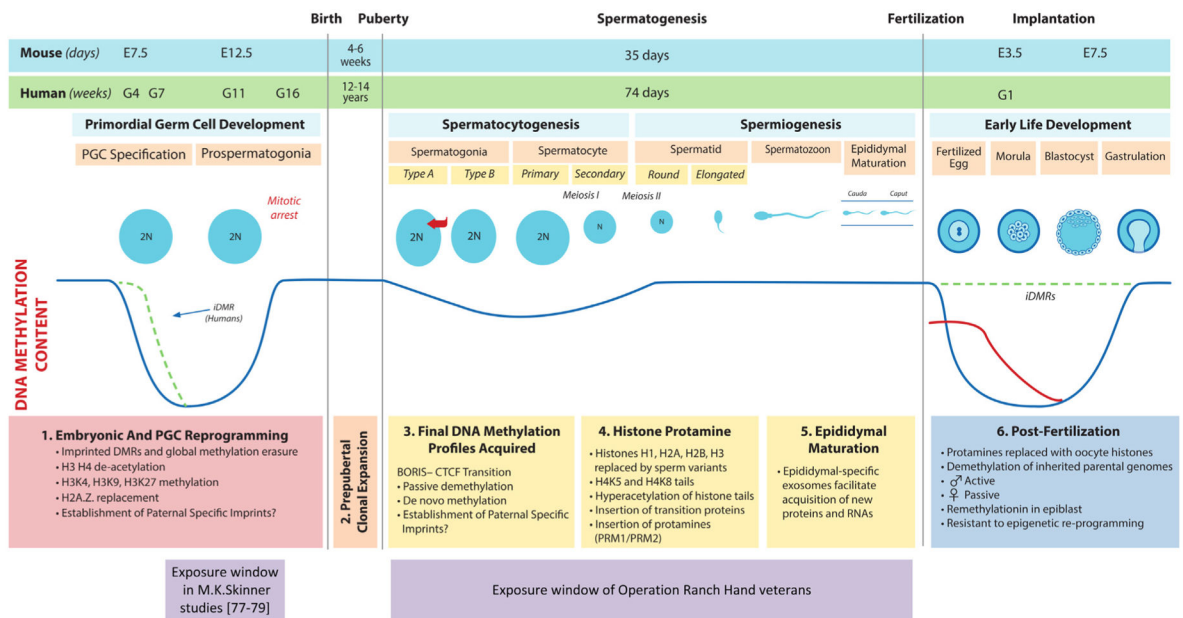 Birth Puberty Spermatogenesis Fertilization Implantation
Mouse (days) E7.5 E12.5 4-6 weeks 35 days E3.5 E7.5
Human (weeks) G4 G7 G11 G16 12-14 years 74 days G1
Primordial Germ Cell Development
PGC Specification
Prospermatogonia
Mitotic
arrest
2N
2N
iDMR
(Humans)
Spermatocytogenesis
Spermatogonia
Spermatocyte
Type A
Type B
Primary
Secondary
Meiosis I
2N
2N
2N
N
Spermiogenesis
Spermatid
Spermatozoon
Epididymal
Maturation
Round
Elongated
Meiosis II
N
Cauda
Caput
Early Life Development
Fertilized
Egg
Morula
Blastocyst
Gastrulation
iDMRs
DNA METHYLATION
CONTENT
1. Embryonic And PGC Reprogramming
• Imprinted DMRs and global methylation erasure
• H3 H4 de-acetylation
• H3K4, H3K9, H3K27 methylation
• H2A.Z. replacement
• Establishment of Paternal Specific Imprints?
2. Prepubertal
Clonal Expansion
3. Final DNA Methylation
Profiles Acquired
BORIS– CTCF Transition
• Passive demethylation
• De novo methylation
• Establishment of Paternal Specific
Imprints?
4. Histone Protamine
• Histones H1, H2A, H2B, H3
replaced by sperm variants
• H4K5 and H4K8 tails
• Hyperacetylation of histone tails
• Insertion of transition proteins
• Insertion of protamines
(PRM1/PRM2)
5. Epididymal
Maturation
• Epididymal-specific
exosomes facilitate
acquisition of new
proteins and RNAs
6. Post-Fertilization
• Protamines replaced with oocyte histones
• Demethylation of inherited parental genomes
• ♂ Active
• ♀ Passive
• Remethylationin epiblast
• Resistant to epigenetic re-programming
Exposure window
in M.K.Skinner
studies [77-79]
Exposure window of Operation Ranch Hand veterans